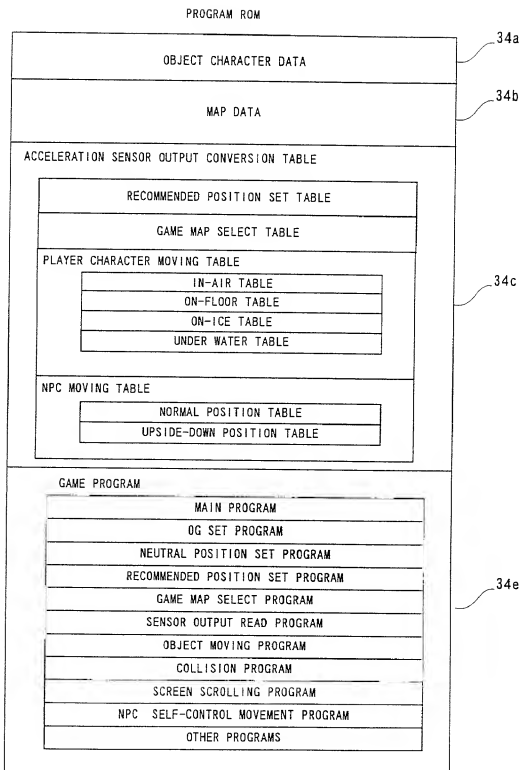 PROGRAM ROM
34a
OBJECT CHARACTER DATA
34b
MAP DATA
ACCELERATION SENSOR OUTPUT CONVERSION TABLE
RECOMMENDED POSITION SET TABLE
GAME MAP SELECT TABLE
PLAYER CHARACTER MOVING TABLE
34c
IN-AIR TABLE
ON-FLOOR TABLE
ON-ICE TABLE
UNDER WATER TABLE
NPC MOVING TABLE
NORMAL POSITION TABLE
UPSIDE-DOWN POSITION TABLE
GAME PROGRAM
MAIN PROGRAM
0G SET PROGRAM
NEUTRAL POSITION SET PROGRAM
RECOMMENDED POSITION SET PROGRAM
34e
GAME MAP SELECT PROGRAM
SENSOR OUTPUT READ PROGRAM
OBJECT MOVING PROGRAM
COLLISION PROGRAM
SCREEN SCROLLING PROGRAM
NPC SELF-CONTROL MOVEMENT PROGRAM
OTHER PROGRAMS